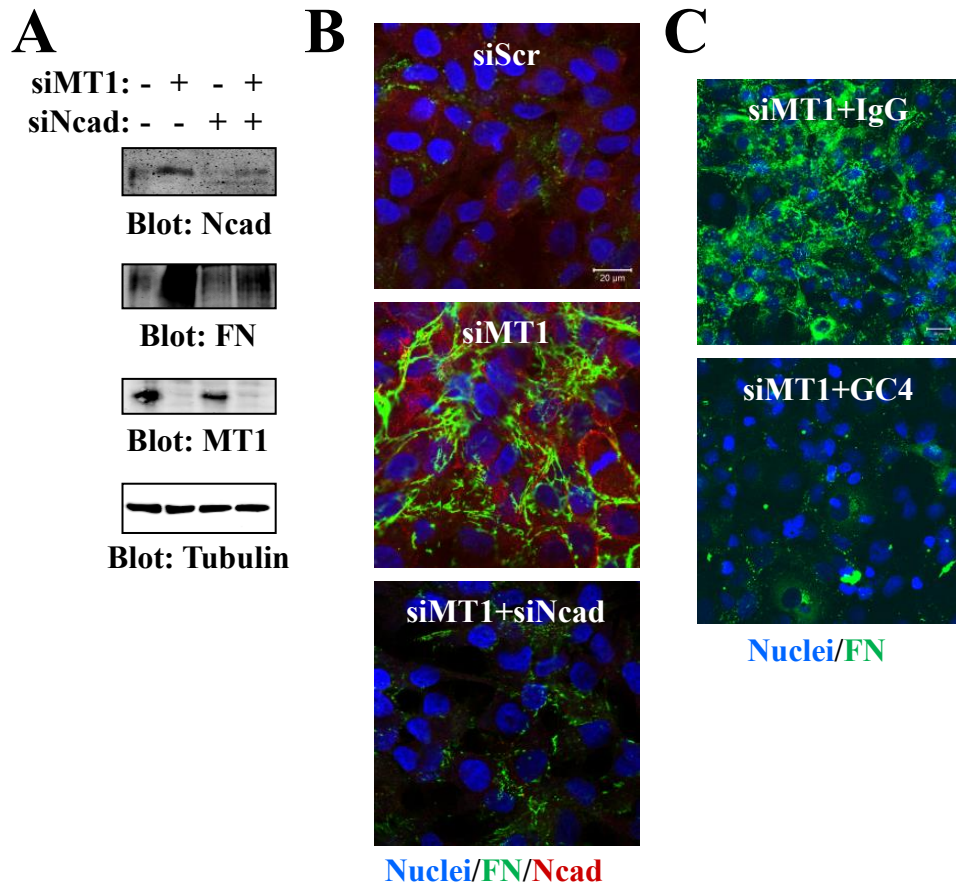 A
siMT1: - + - +
siNcad: - - + +
Blot: Ncad
Blot: FN
Blot: MT1
Blot: Tubulin
B
siScr
20 µm
siMT1
siMT1+siNcad
Nuclei/FN/Ncad
C
siMT1+IgG
siMT1+GC4
Nuclei/FN